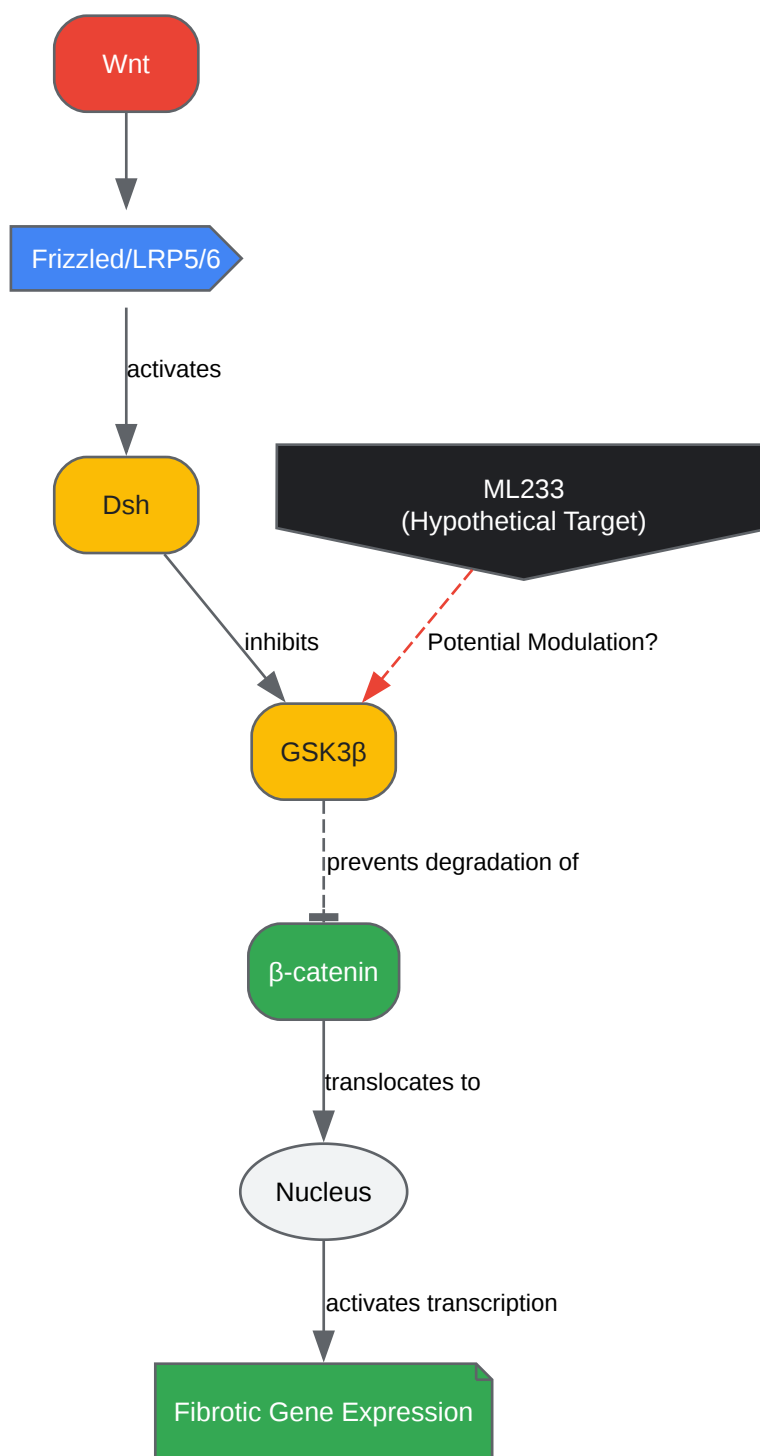 Wnt
Frizzled/LRP5/6
activates
Dsh
ML233
(Hypothetical Target)
inhibits
Potential Modulation?
GSK3β
prevents degradation of
β-catenin
translocates to
Nucleus
activates transcription
Fibrotic Gene Expression